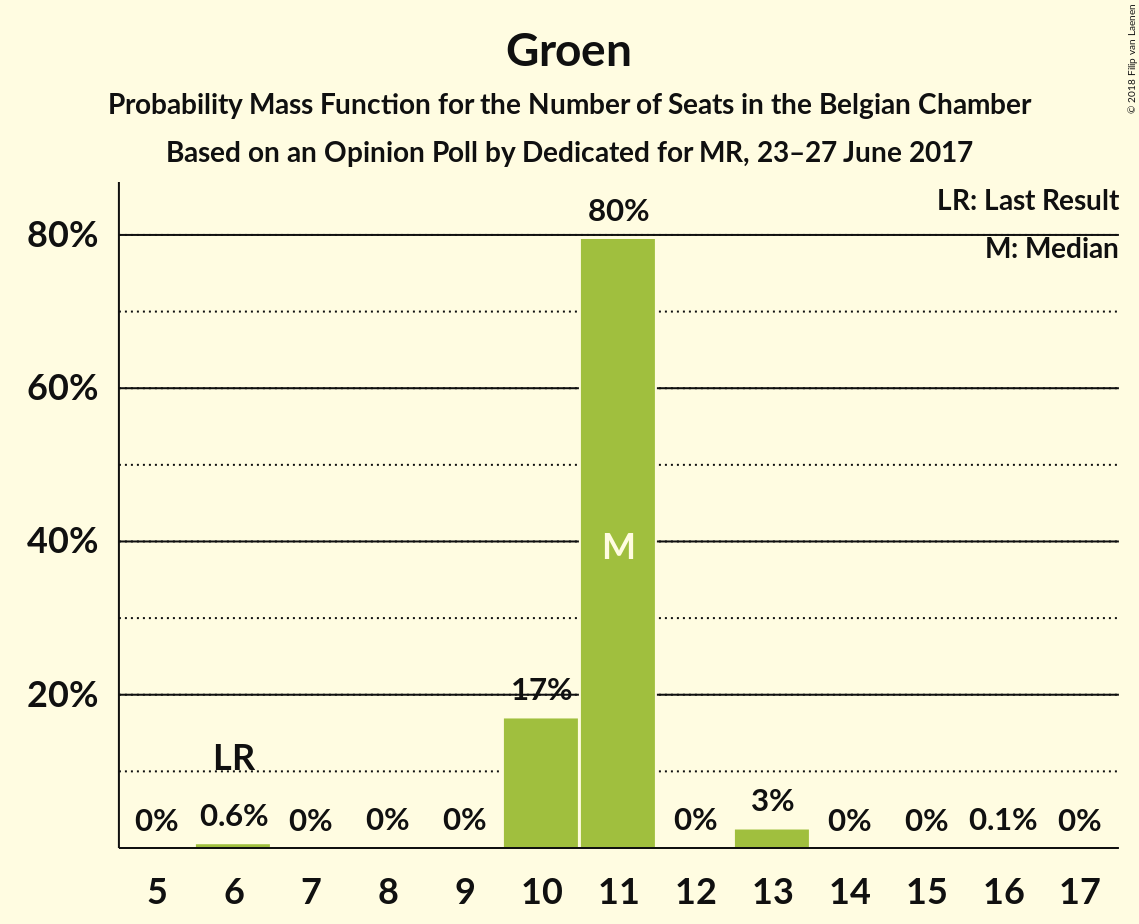 Groen
Probability Mass Function for the Number of Seats in the Belgian Chamber
Based on an Opinion Poll by Dedicated for MR, 23–27 June 2017
© 2018 Filip van Laenen
LR: Last Result
M: Median
80%
60%
40%
20%
0%
LR
0.6%
0%
0%
0%
17%
80%
M
0%
3%
0%
0%
0.1%
0%
5 6 7 8 9 10 11 12 13 14 15 16 17